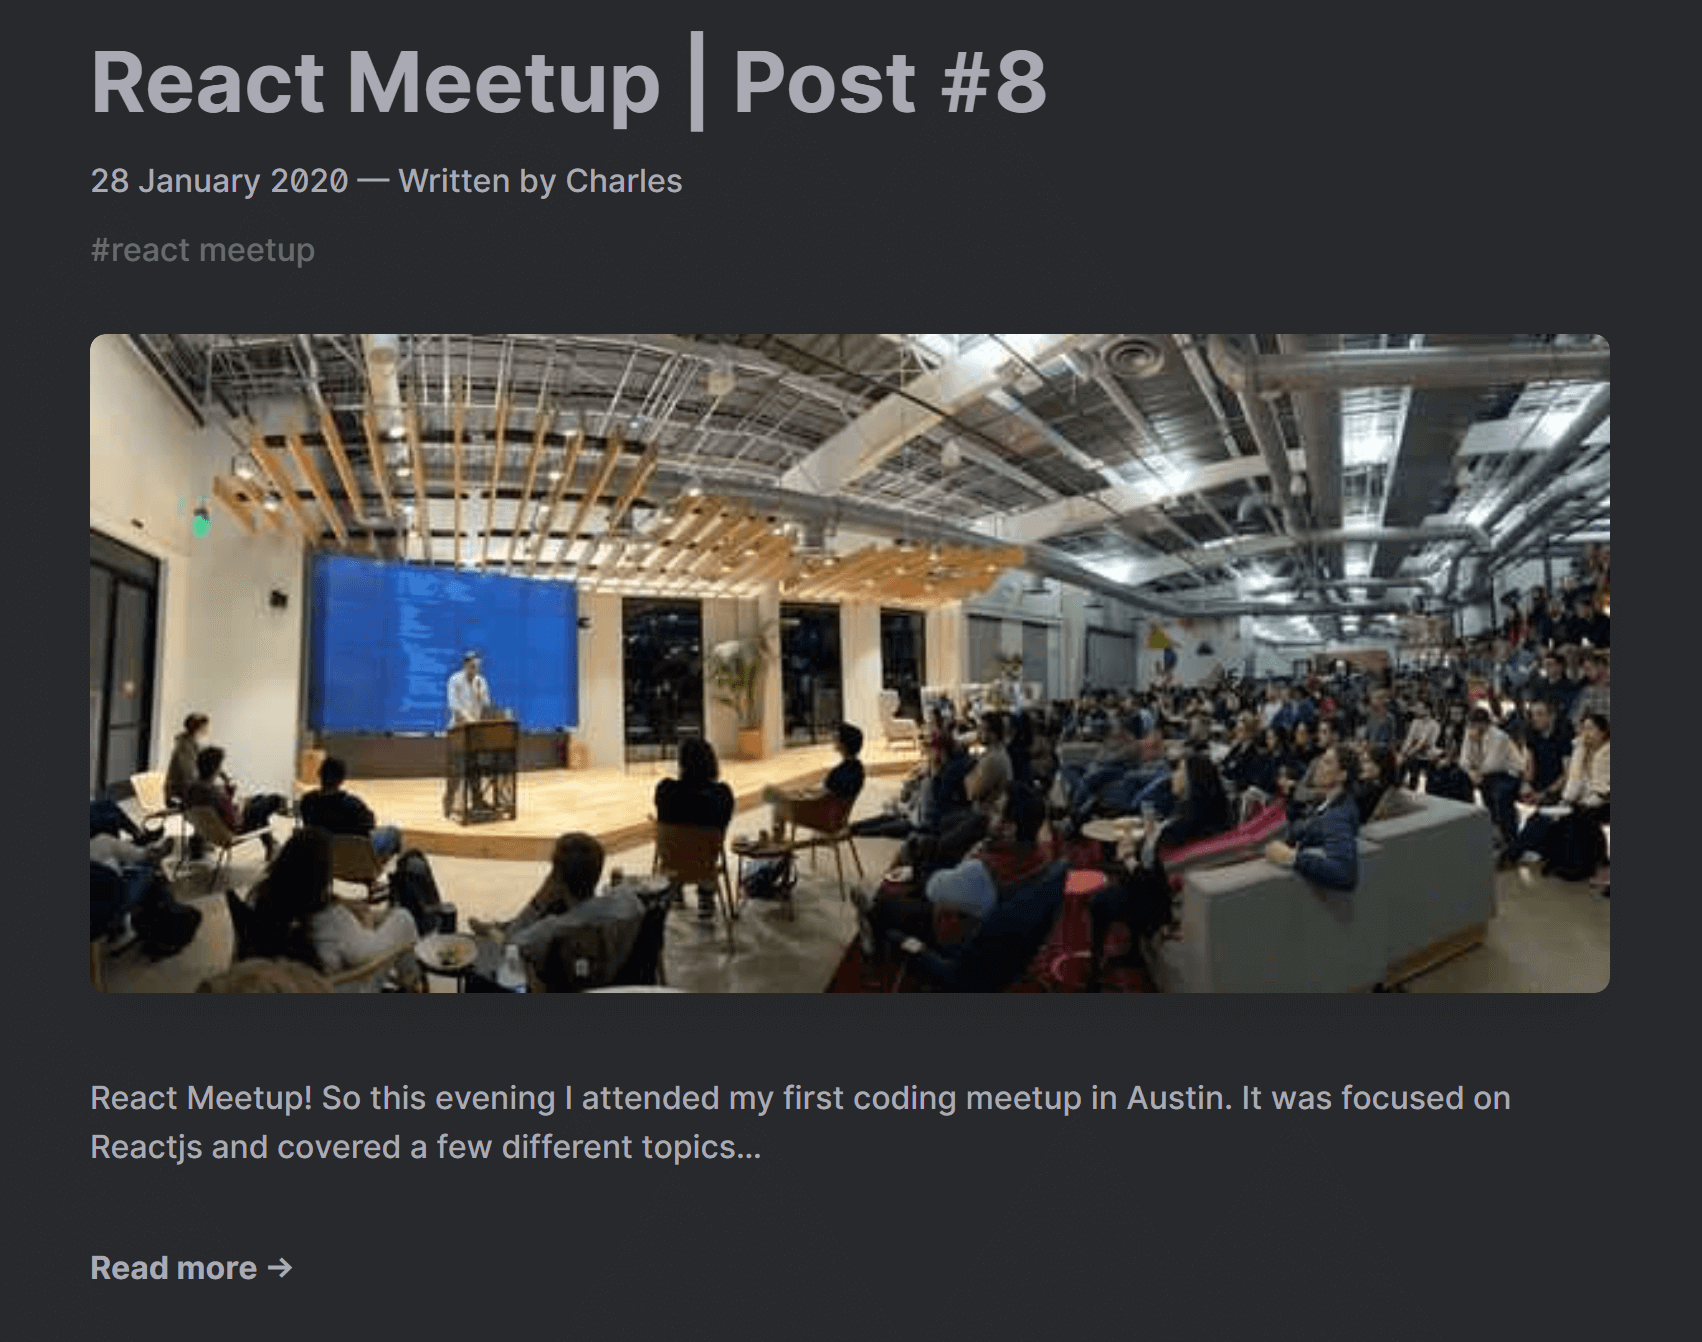 React Meetup | Post #8
28 January 2020 — Written by Charles
#react meetup
React Meetup! So this evening I attended my first coding meetup in Austin. It was focused on
Reactjs and covered a few different topics...
Read more →